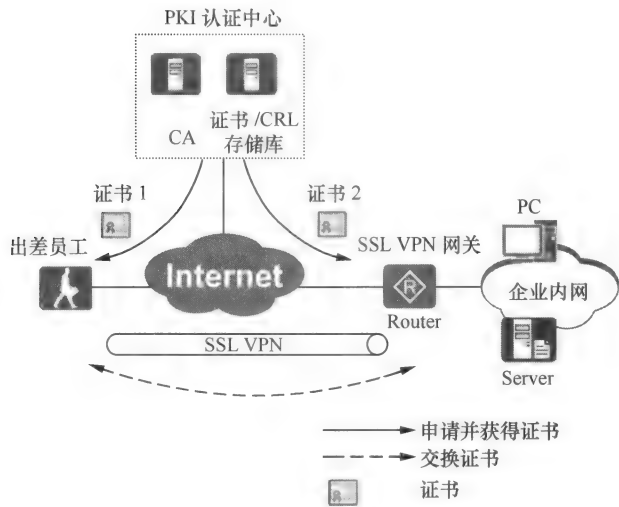 PKI 认证中心
CA
证书 /CRL
存储库
证书 1
证书 2
PC
出差员工
SSL VPN 网关
Internet
R
企业内网
Router
SSL VPN
Server
申请并获得证书
交换证书
证书